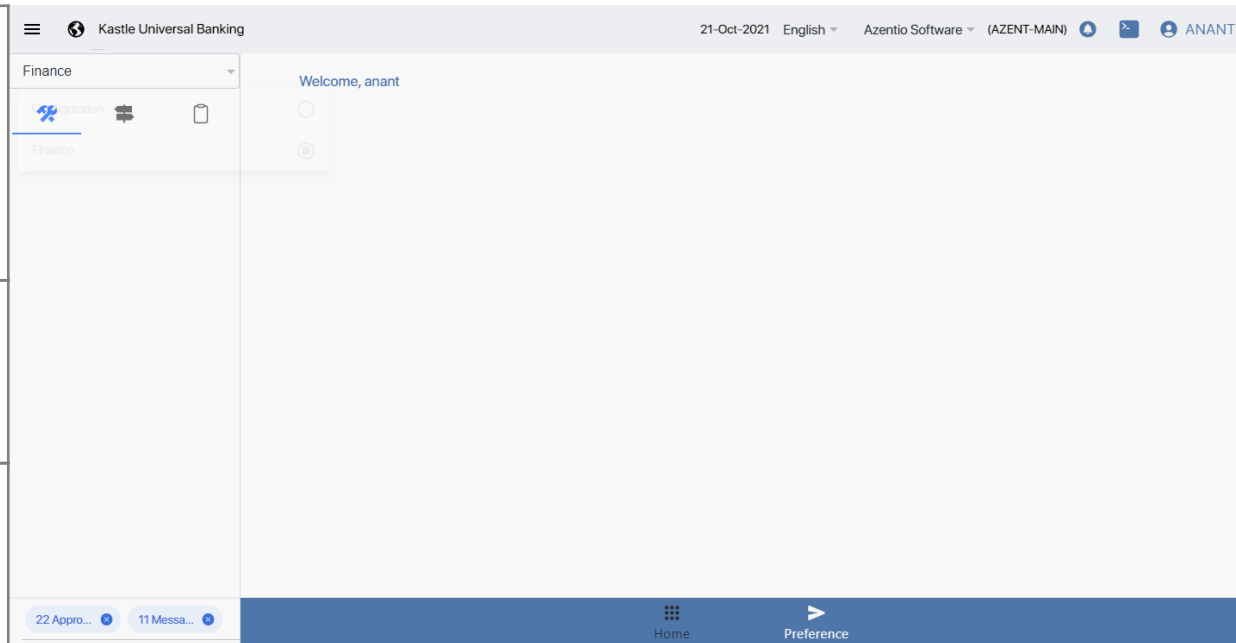 Kastle Universal Banking
21-Oct-2021 English Azentio Software (AZENT-MAIN) ANANT
Finance
Welcome, anant
Configuration
Finance
22 Appro... 11 Messa...
Home Preference